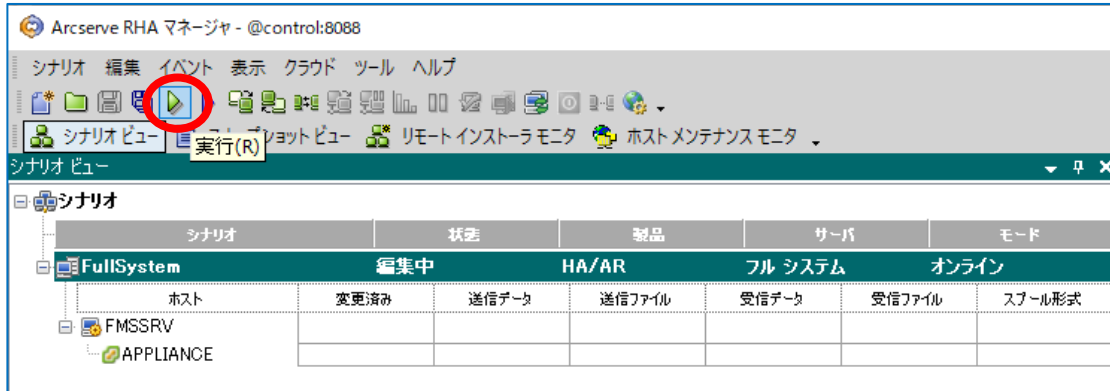 Arcserve RHA マネージャ - @control:8088
シナリオ 編集 イベント 表示 クラウド ツール ヘルプ
シナリオ ビュー ショット ビュー リモート インストーラ モニタ ホスト メンテナンス モニタ
実行(R)
シナリオ ビュー
シナリオ
シナリオ 状態 製品 サーバ モード
FullSystem 編集中 HA/AR フル システム オンライン
ホスト 変更済み 送信データ 送信ファイル 受信データ 受信ファイル スプール形式
FMSSRV
APPLIANCE